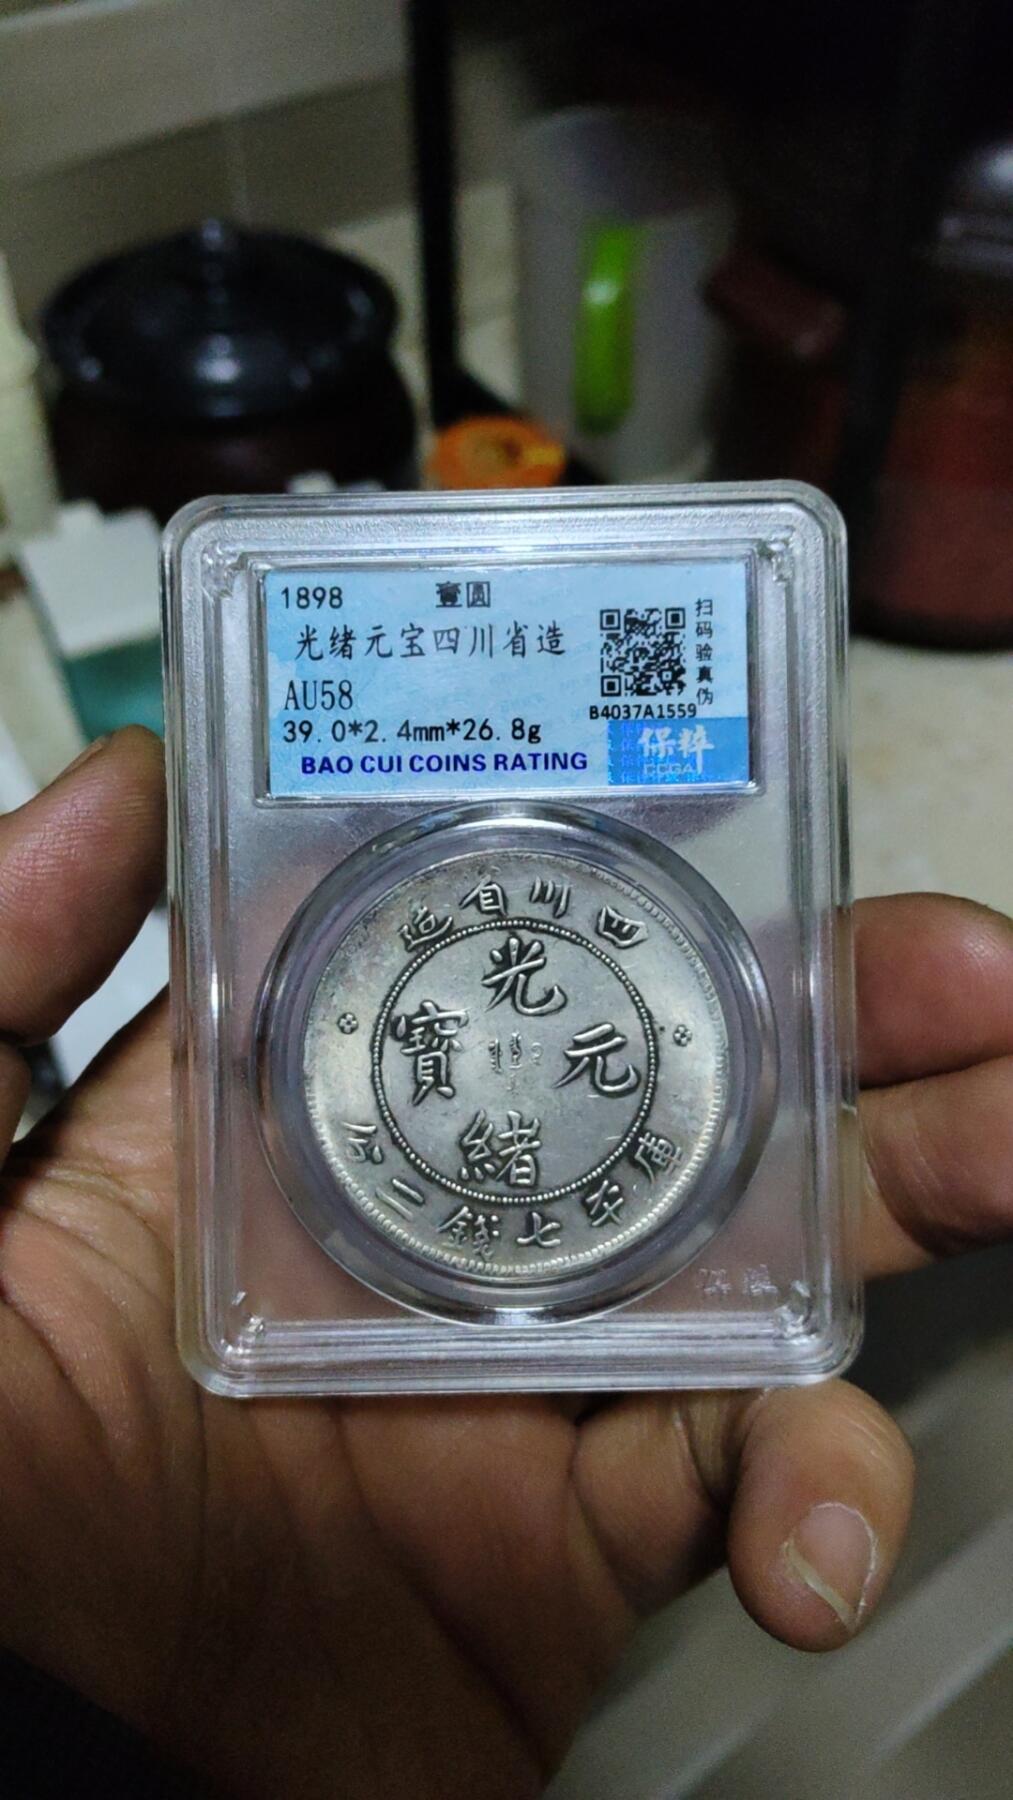 1898 壹圆
光绪元宝四川省造
AU58
39.0*2.4mm*26.8g
BAO CUI COINS RATING
扫码验真伪
B4037A1559
保粹
CCGA
造省川四
光元緒寶
庫平七錢二分